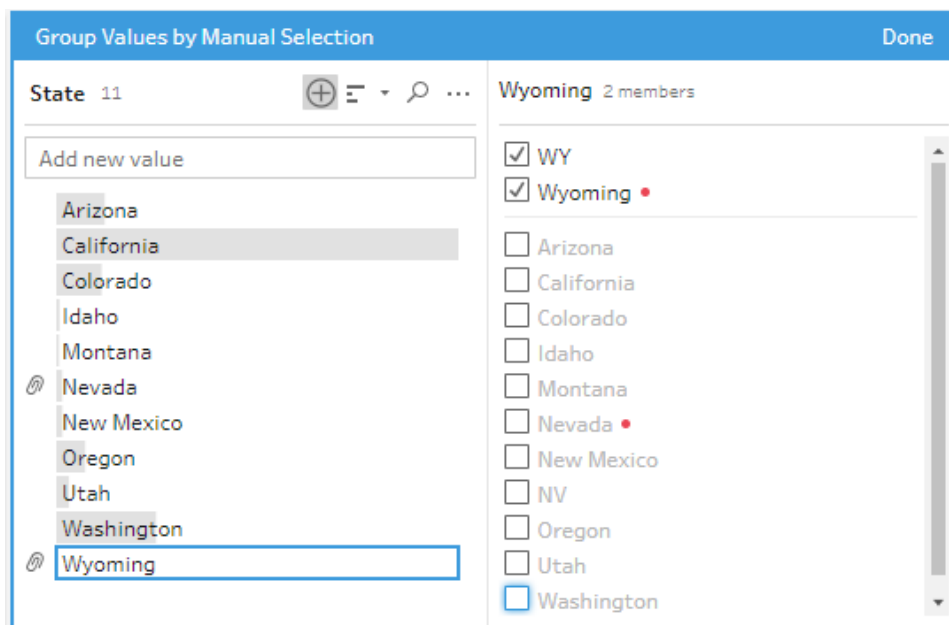 Group Values by Manual Selection Done
State 11
Add new value
Arizona
California
Colorado
Idaho
Montana
Nevada
New Mexico
Oregon
Utah
Washington
Wyoming
Wyoming 2 members
WY
Wyoming
Arizona
California
Colorado
Idaho
Montana
Nevada
New Mexico
NV
Oregon
Utah
Washington